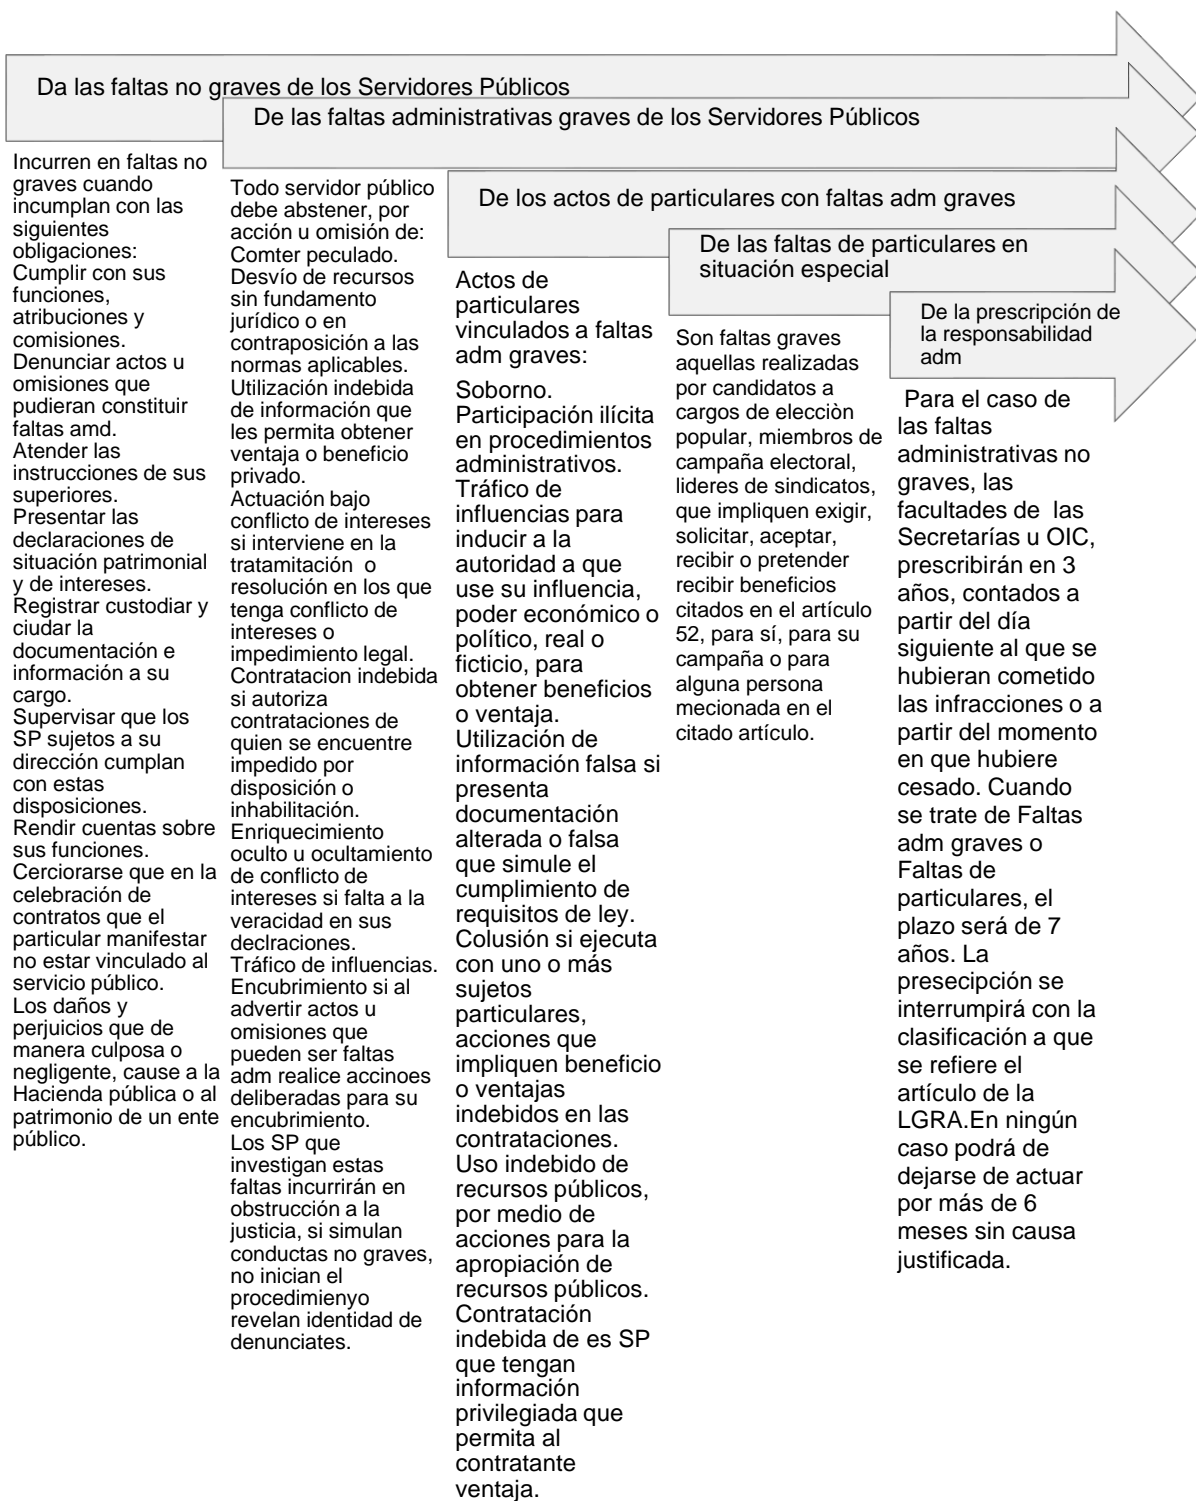 Da las faltas no graves de los Servidores Públicos
Incurren en faltas no
graves cuando
incumplan con las
siguientes
obligaciones:
Cumplir con sus
funciones,
atribuciones y
comisiones.
Denunciar actos u
omisiones que
pudieran constituir
faltas amd.
Atender las
instrucciones de sus
superiores.
Presentar las
declaraciones de
situación patrimonial
y de intereses.
Registrar custodiar y
ciudar la
documentación e
información a su
cargo.
Supervisar que los
SP sujetos a su
dirección cumplan
con estas
disposiciones.
Rendir cuentas sobre
sus funciones.
Cerciorarse que en la
celebración de
contratos que el
particular manifestar
no estar vinculado al
servicio público.
Los daños y
perjuicios que de
manera culposa o
negligente, cause a la
Hacienda pública o al
patrimonio de un ente
público.
De las faltas administrativas graves de los Servidores Públicos
Todo servidor público
debe abstener, por
acción u omisión de:
Comter peculado.
Desvío de recursos
sin fundamento
jurídico o en
contraposición a las
normas aplicables.
Utilización indebida
de información que
les permita obtener
ventaja o beneficio
privado.
Actuación bajo
conflicto de intereses
si interviene en la
tratamitación o
resolución en los que
tenga conflicto de
intereses o
impedimiento legal.
Contratacion indebida
si autoriza
contrataciones de
quien se encuentre
impedido por
disposición o
inhabilitación.
Enriquecimiento
oculto u ocultamiento
de conflicto de
intereses si falta a la
veracidad en sus
declraciones.
Tráfico de influencias.
Encubrimiento si al
advertir actos u
omisiones que
pueden ser faltas
adm realice accinoes
deliberadas para su
encubrimiento.
Los SP que
investigan estas
faltas incurrirán en
obstrucción a la
justicia, si simulan
conductas no graves,
no inician el
procedimienyo
revelan identidad de
denunciates.
De los actos de particulares con faltas adm graves
Actos de
particulares
vinculados a faltas
adm graves:
Soborno.
Participación ilícita
en procedimientos
administrativos.
Tráfico de
influencias para
inducir a la
autoridad a que
use su influencia,
poder económico o
político, real o
ficticio, para
obtener beneficios
o ventaja.
Utilización de
información falsa si
presenta
documentación
alterada o falsa
que simule el
cumplimiento de
requisitos de ley.
Colusión si ejecuta
con uno o más
sujetos
particulares,
acciones que
impliquen beneficio
o ventajas
indebidos en las
contrataciones.
Uso indebido de
recursos públicos,
por medio de
acciones para la
apropiación de
recursos públicos.
Contratación
indebida de es SP
que tengan
información
privilegiada que
permita al
contratante
ventaja.
De las faltas de particulares en
situación especial
Son faltas graves
aquellas realizadas
por candidatos a
cargos de elecciòn
popular, miembros de
campaña electoral,
lideres de sindicatos,
que impliquen exigir,
solicitar, aceptar,
recibir o pretender
recibir beneficios
citados en el artículo
52, para sí, para su
campaña o para
alguna persona
mecionada en el
citado artículo.
De la prescripción de
la responsabilidad
adm
Para el caso de
las faltas
administrativas no
graves, las
facultades de las
Secretarías u OIC,
prescribirán en 3
años, contados a
partir del día
siguiente al que se
hubieran cometido
las infracciones o a
partir del momento
en que hubiere
cesado. Cuando
se trate de Faltas
adm graves o
Faltas de
particulares, el
plazo será de 7
años. La
presecipción se
interrumpirá con la
clasificación a que
se refiere el
artículo de la
LGRA.En ningún
caso podrá de
dejarse de actuar
por más de 6
meses sin causa
justificada.